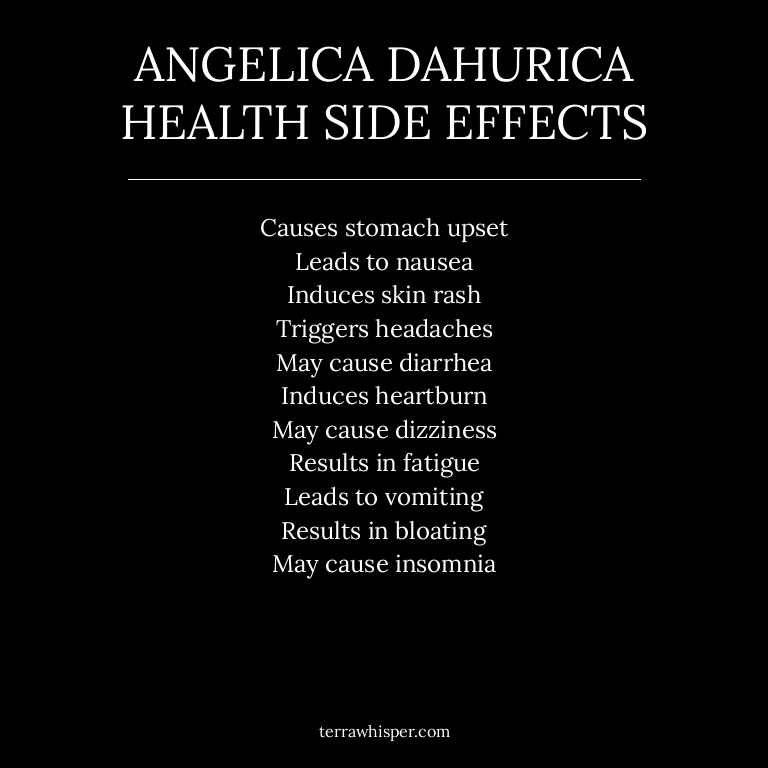 ANGELICA DAHURICA
HEALTH SIDE EFFECTS
Causes stomach upset
Leads to nausea
Induces skin rash
Triggers headaches
May cause diarrhea
Induces heartburn
May cause dizziness
Results in fatigue
Leads to vomiting
Results in bloating
May cause insomnia
terrawhisper.com